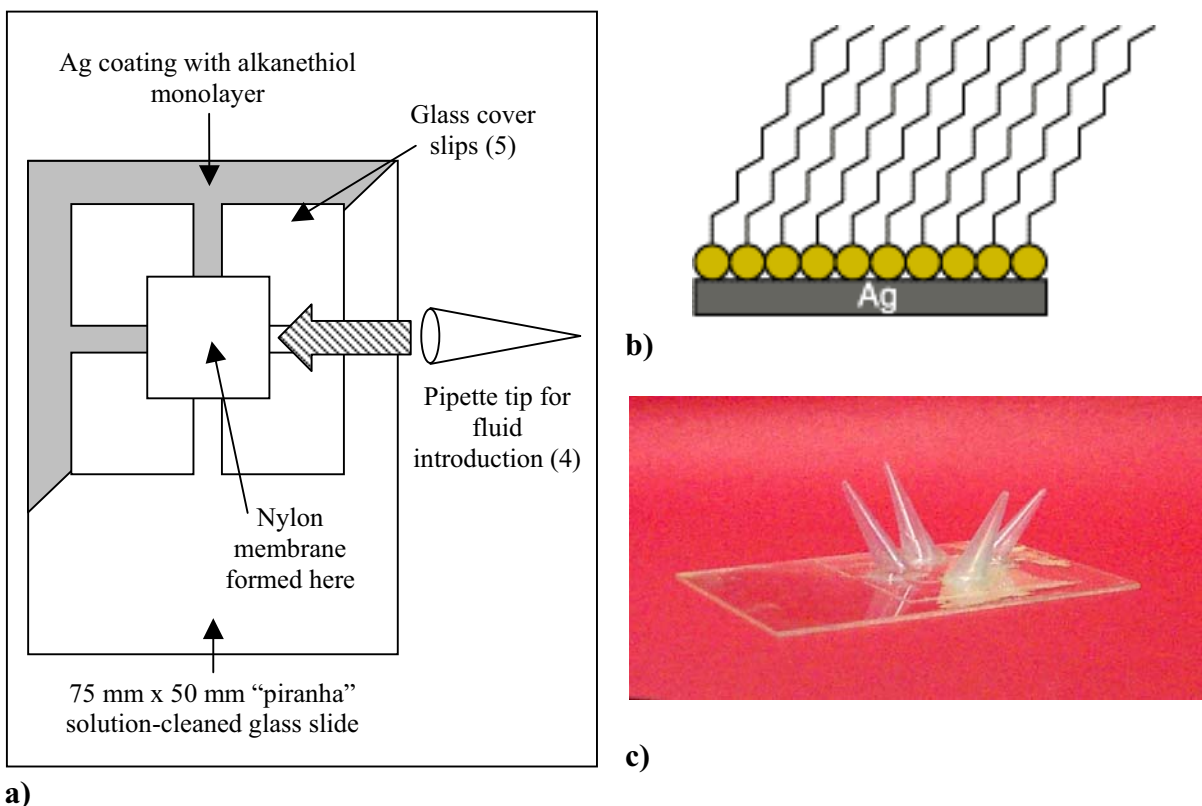 Ag coating with alkanethiol
monolayer
Glass cover
slips (5)
Pipette tip for
fluid
introduction (4)
Nylon
membrane
formed here
75 mm x 50 mm “piranha”
solution-cleaned glass slide
a)
Ag
b)
c)